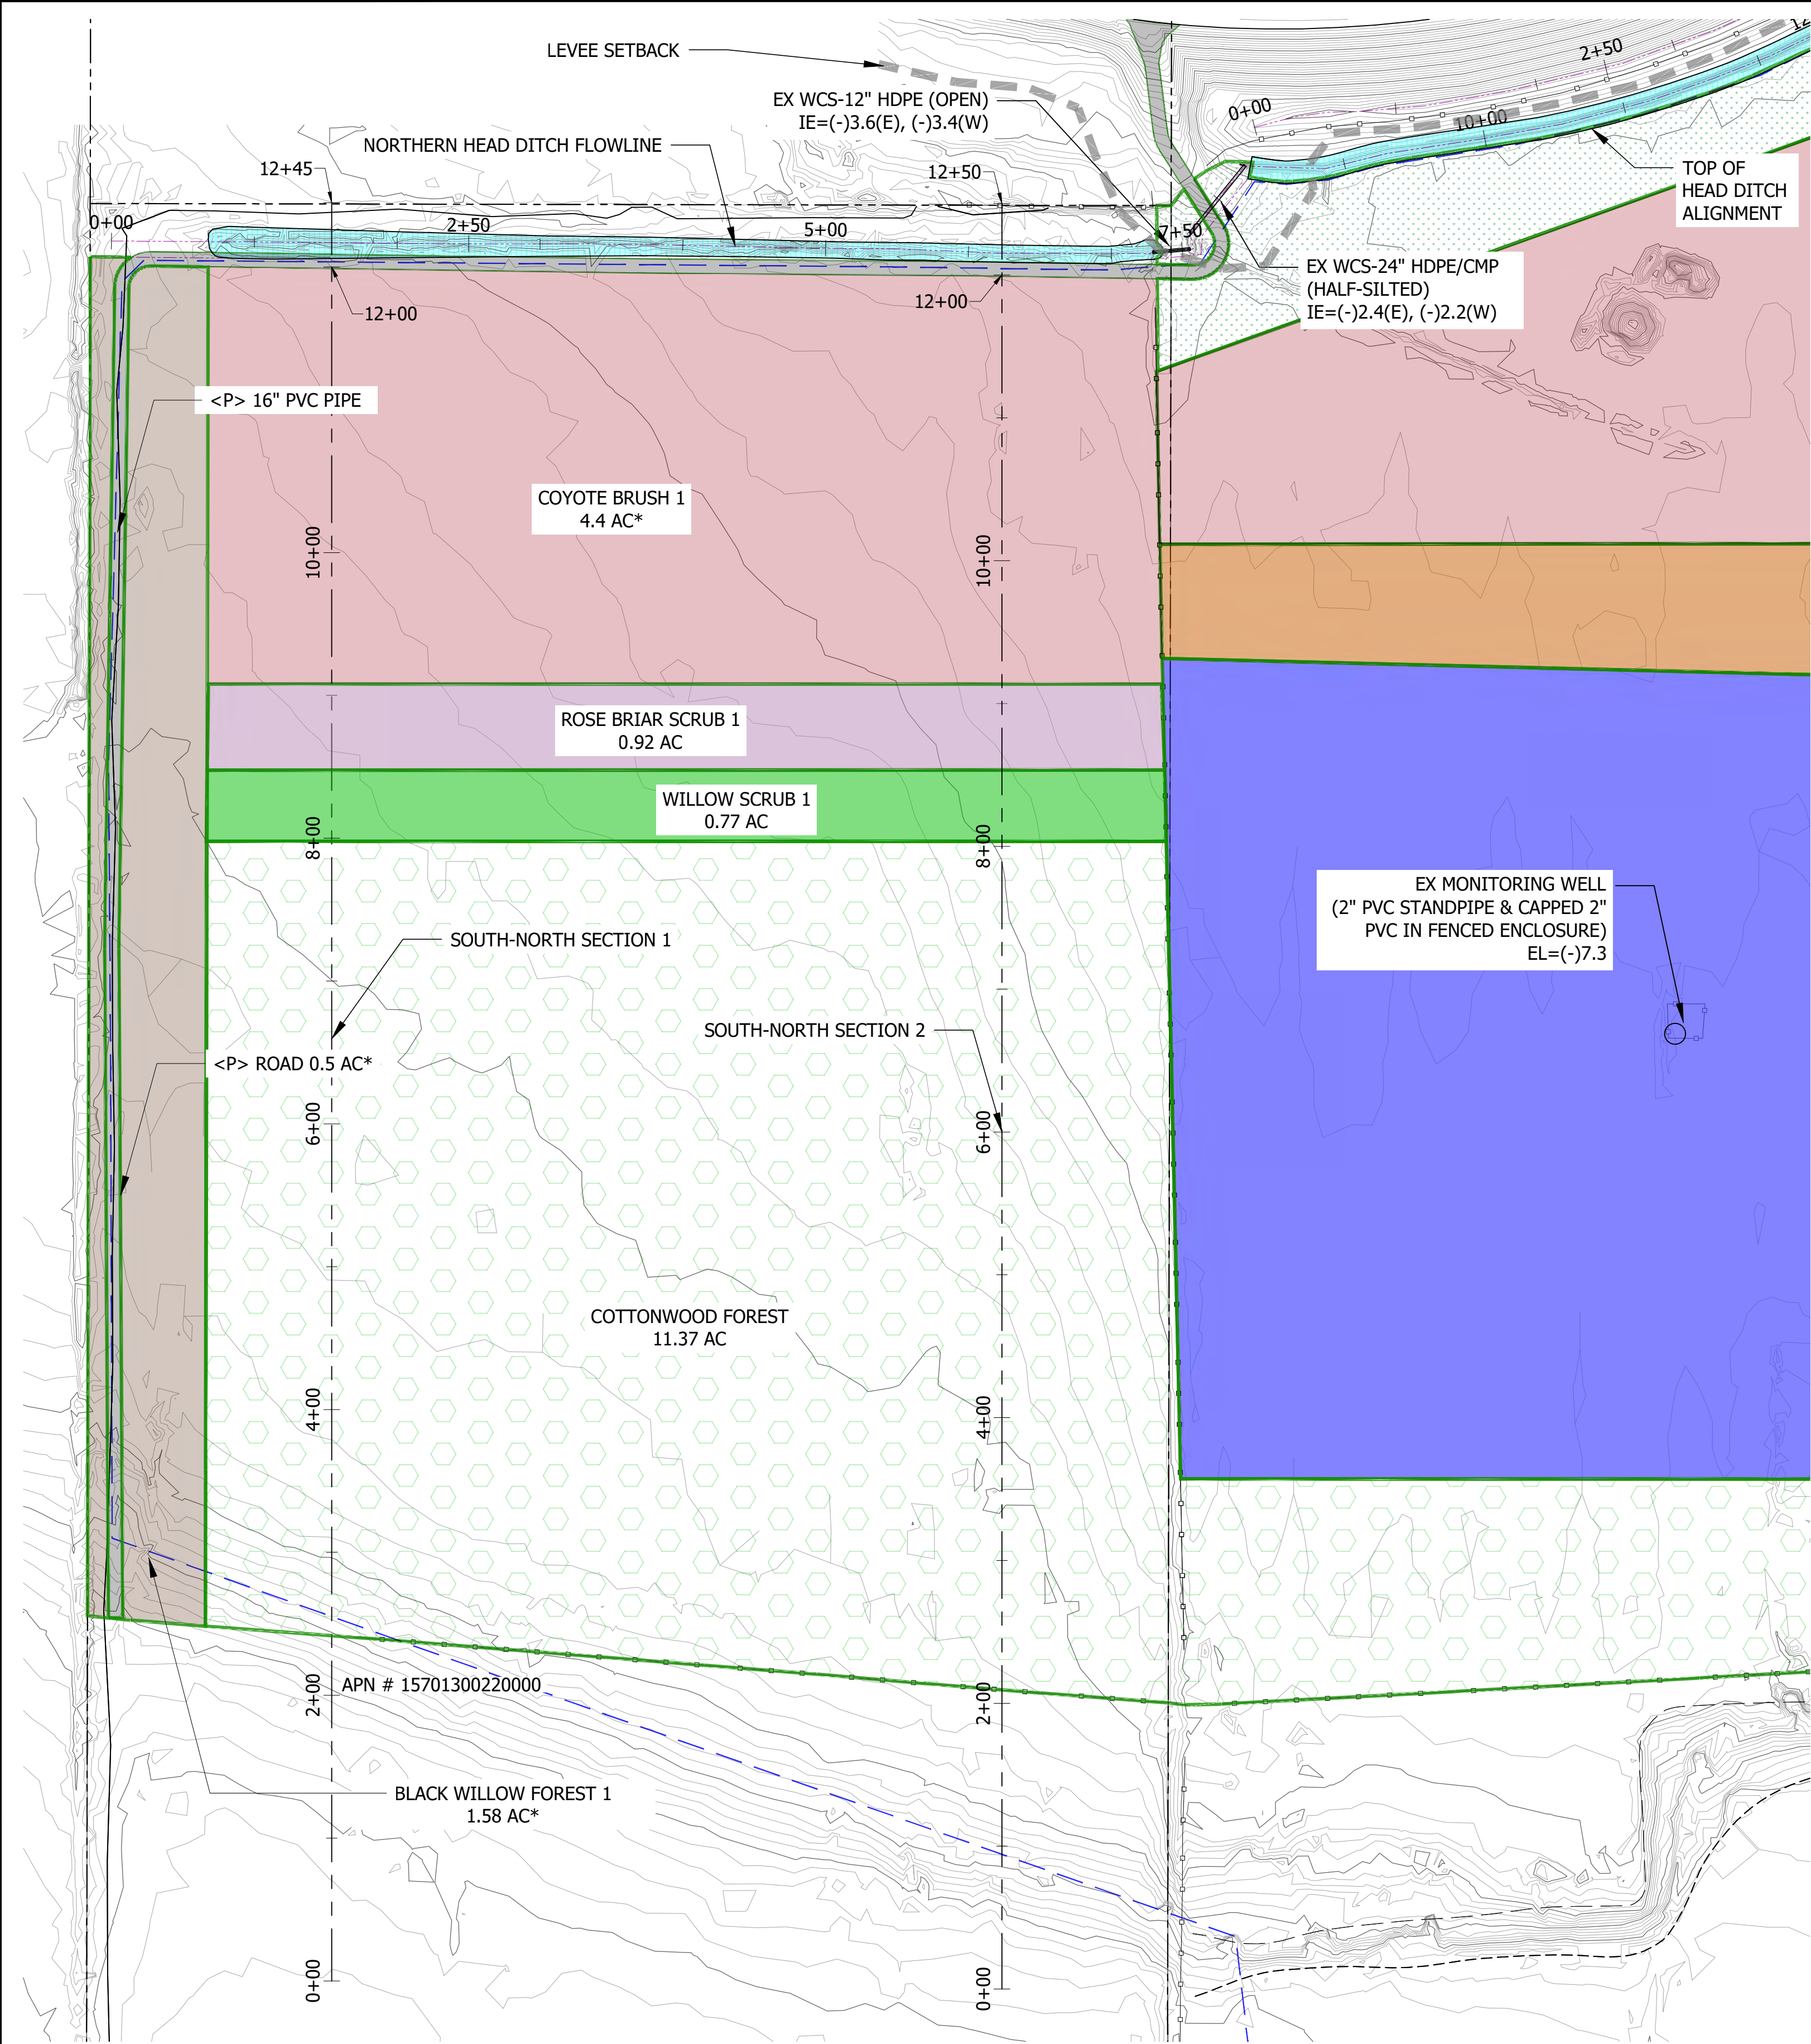 LEVEE SETBACK
EX WCS-12" HDPE (OPEN)
IE=(-)3.6(E), (-)3.4(W)
NORTHERN HEAD DITCH FLOWLINE
12+45
12+50
0+00
2+50
5+00
7+50
0+00
2+50
10+00
TOP OF
HEAD DITCH
ALIGNMENT
EX WCS-24" HDPE/CMP
(HALF-SILTED)
IE=(-)2.4(E), (-)2.2(W)
12+00
12+00
<P> 16" PVC PIPE
COYOTE BRUSH 1
4.4 AC*
10+00
10+00
ROSE BRIAR SCRUB 1
0.92 AC
WILLOW SCRUB 1
0.77 AC
8+00
8+00
EX MONITORING WELL
(2" PVC STANDPIPE & CAPPED 2"
PVC IN FENCED ENCLOSURE)
EL=(-)7.3
SOUTH-NORTH SECTION 1
SOUTH-NORTH SECTION 2
<P> ROAD 0.5 AC*
6+00
6+00
COTTONWOOD FOREST
11.37 AC
4+00
4+00
APN # 15701300220000
2+00
2+00
BLACK WILLOW FOREST 1
1.58 AC*
0+00
0+00